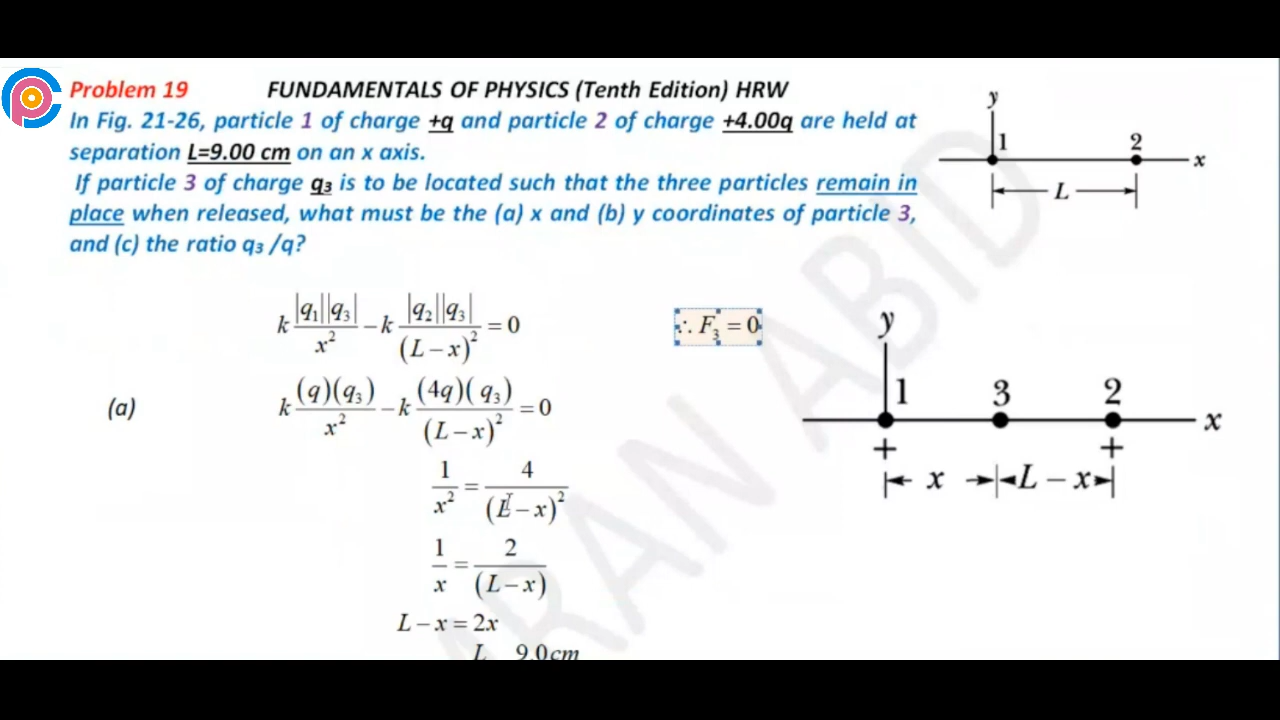 Problem 19 FUNDAMENTALS OF PHYSICS (Tenth Edition) HRW
In Fig. 21-26, particle 1 of charge +q and particle 2 of charge +4.00q are held at
separation L=9.00 cm on an x axis.
If particle 3 of charge q₃ is to be located such that the three particles remain in
place when released, what must be the (a) x and (b) y coordinates of particle 3,
and (c) the ratio q₃ /q?
y
1 2 x
L
k |q₁||q₃| / x² − k |q₂||q₃| / (L − x)² = 0 ∴ F₃ = 0
(a) k (q)(q₃) / x² − k (4q)(q₃) / (L − x)² = 0
1 / x² = 4 / (L − x)²
1 / x = 2 / (L − x)
L − x = 2x
L 9.0cm
y
1 3 2 x
+ +
x L − x
ARAN ABID